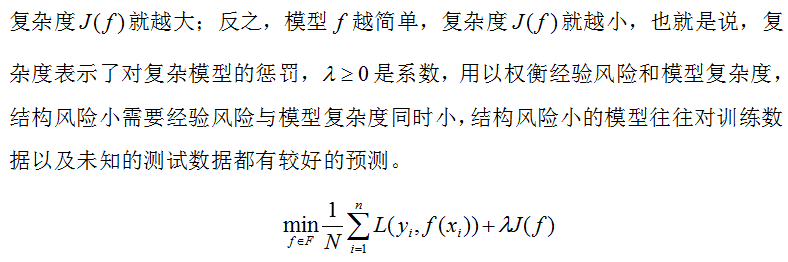 复杂度 J(f) 就越大；反之，模型 f 越简单，复杂度 J(f) 就越小，也就是说，复
杂度表示了对复杂模型的惩罚，λ≥0 是系数，用以权衡经验风险和模型复杂度，
结构风险小需要经验风险与模型复杂度同时小，结构风险小的模型往往对训练数
据以及未知的测试数据都有较好的预测。
$\min_{f \in F} \frac{1}{N} \sum_{i=1}^{n} L(y_i, f(x_i)) + \lambda J(f)$